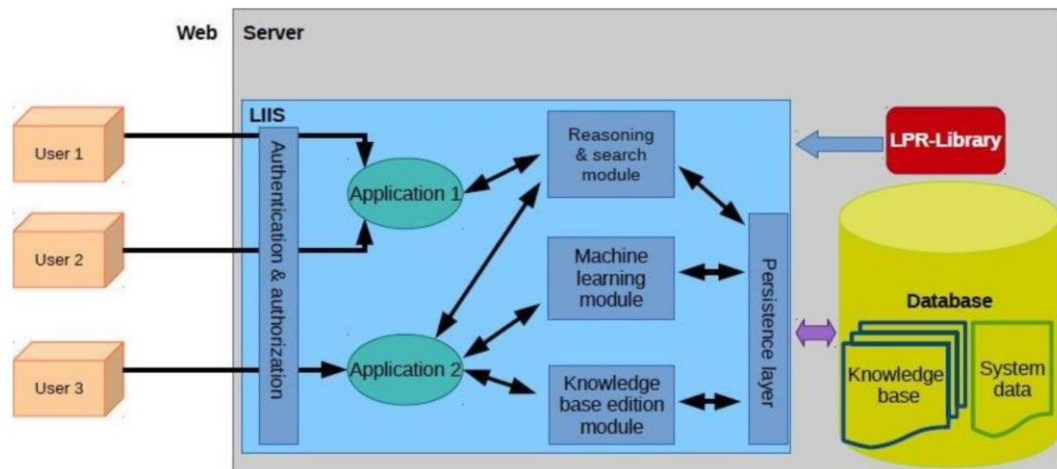 Web
Server
LIIS
User 1
User 2
User 3
Authentication & authorization
Application 1
Application 2
Reasoning
& search
module
Machine
learning
module
Knowledge
base edition
module
Persistence layer
LPR-Library
Database
Knowledge
base
System
data